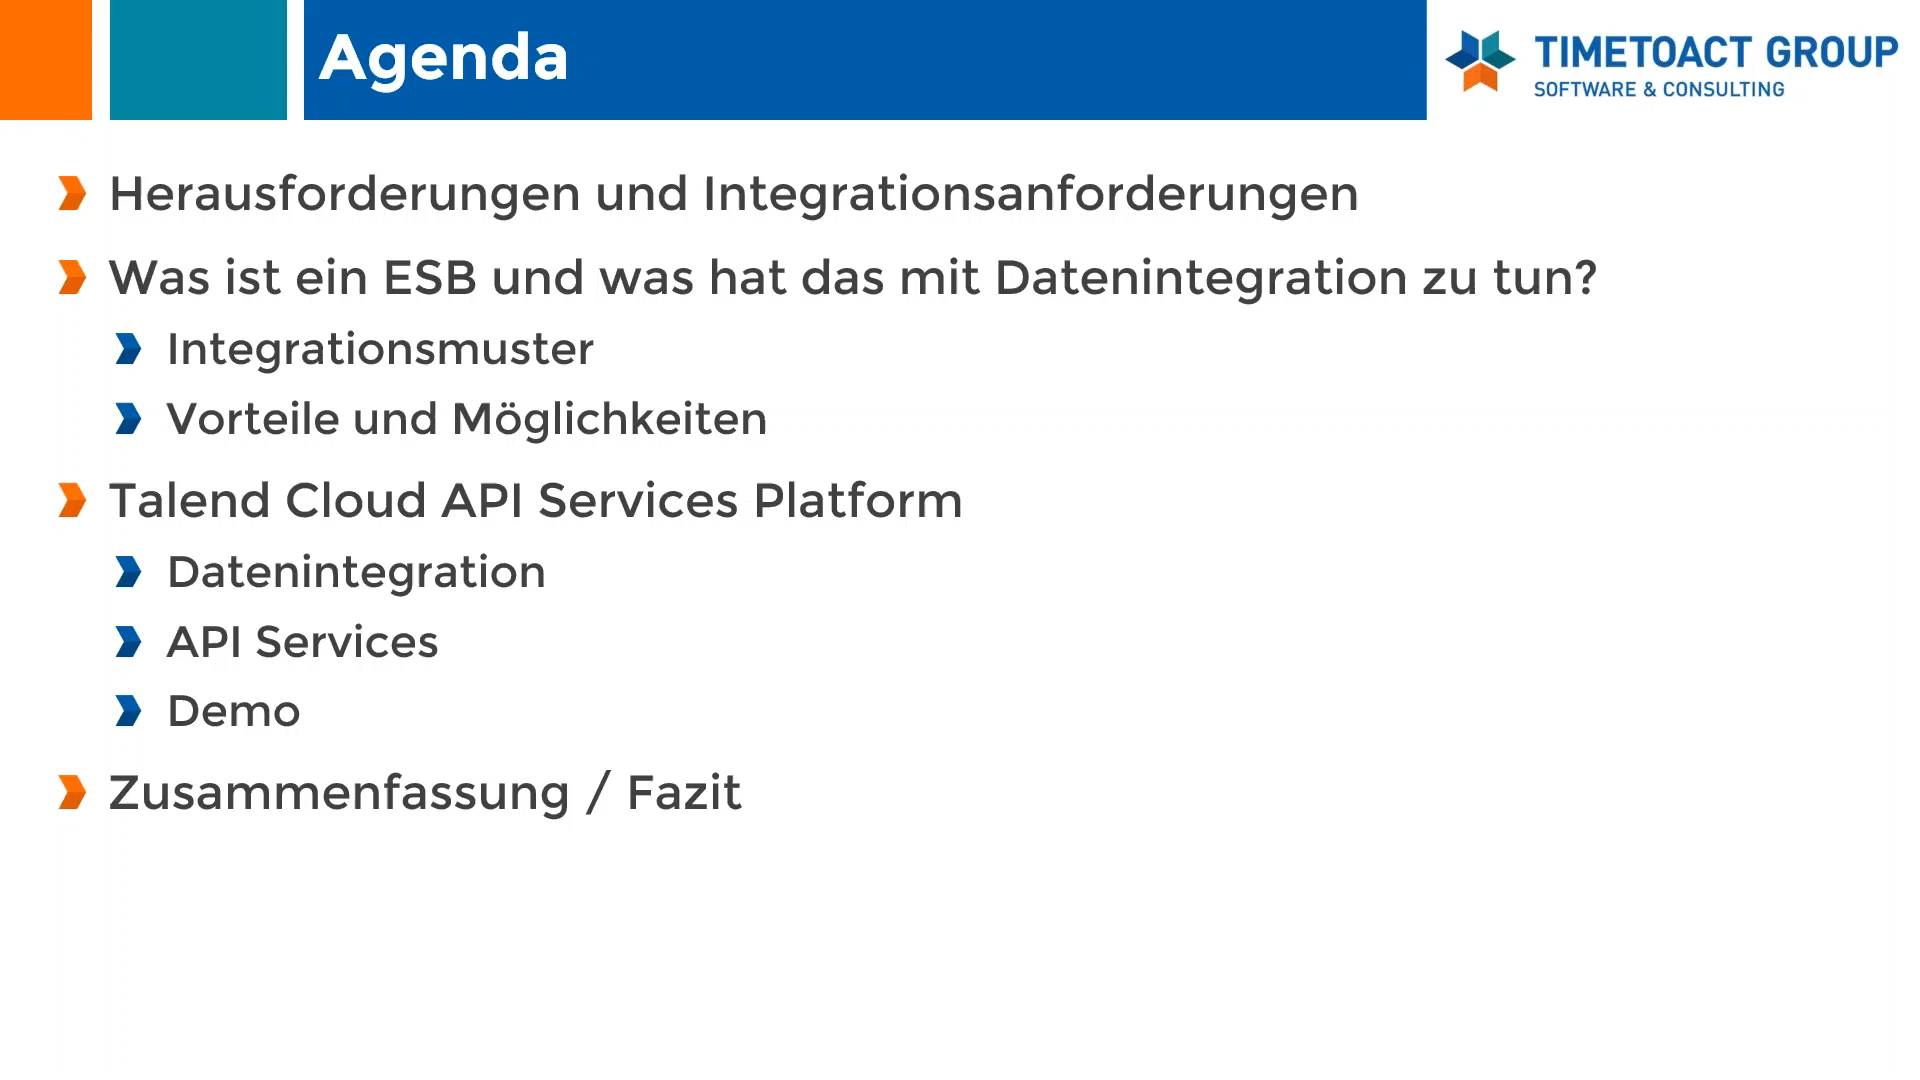 Agenda
TIMETOACT GROUP
SOFTWARE & CONSULTING
Herausforderungen und Integrationsanforderungen
Was ist ein ESB und was hat das mit Datenintegration zu tun?
Integrationsmuster
Vorteile und Möglichkeiten
Talend Cloud API Services Platform
Datenintegration
API Services
Demo
Zusammenfassung / Fazit